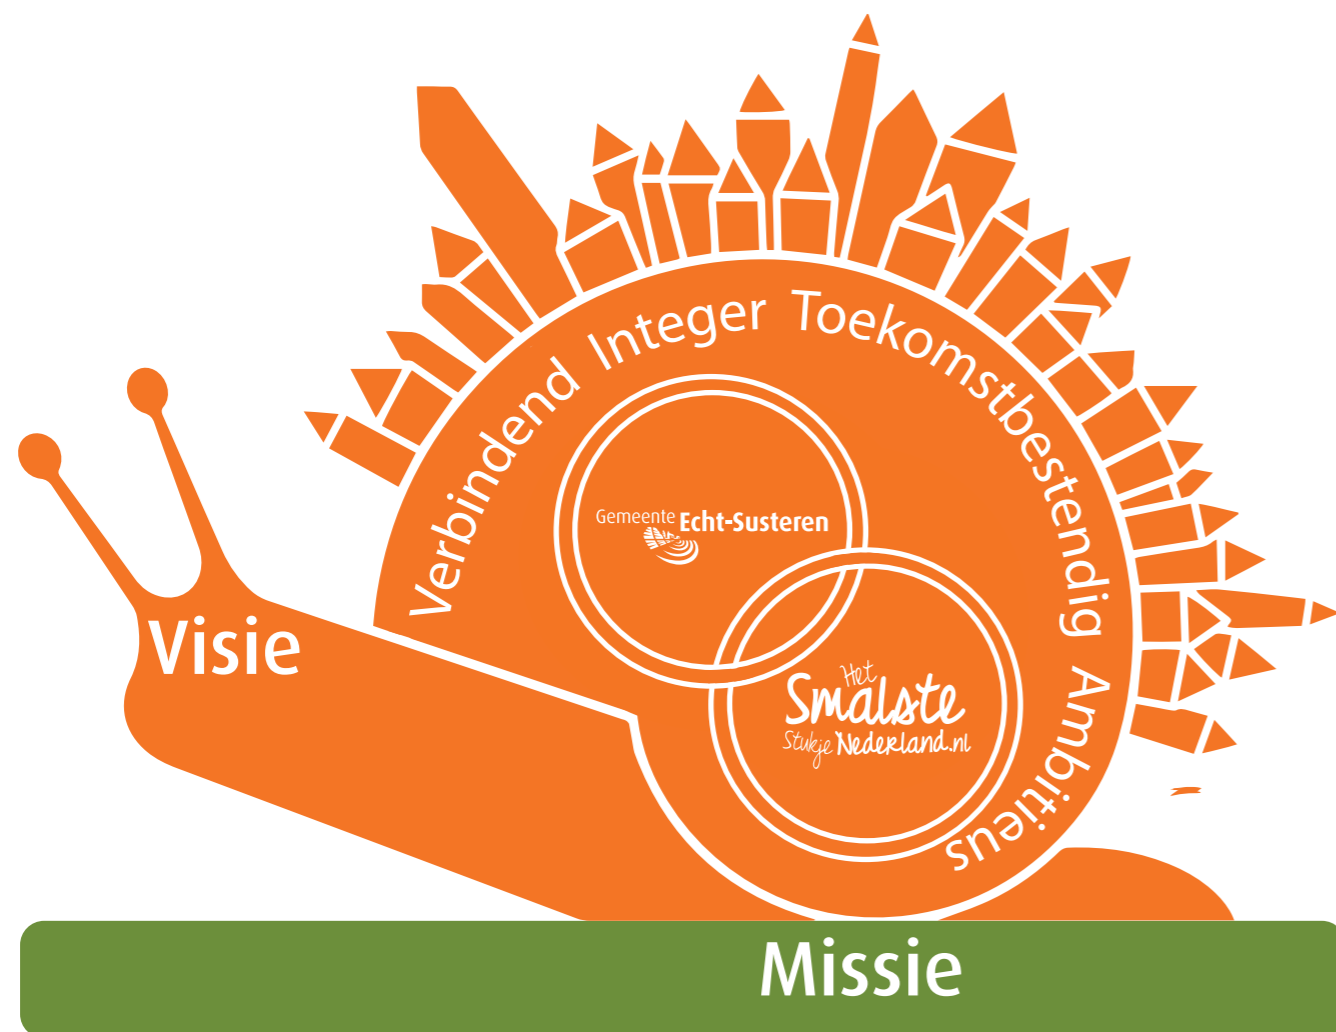 Verbindend Integer Toekomstbestendig Ambitieus
Gemeente Echt-Susteren
Visie
Het
Smalste
Stukje Nederland.nl
Missie